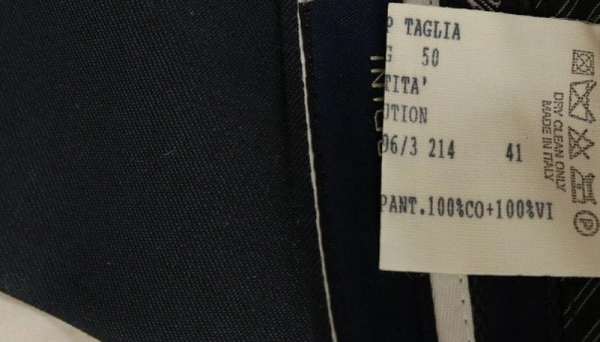 P TAGLIA
G 50
TITA'
UTION
06/3 214 41
PANT.100%CO+100%VI
DRY CLEAN ONLY
MADE IN ITALY
P